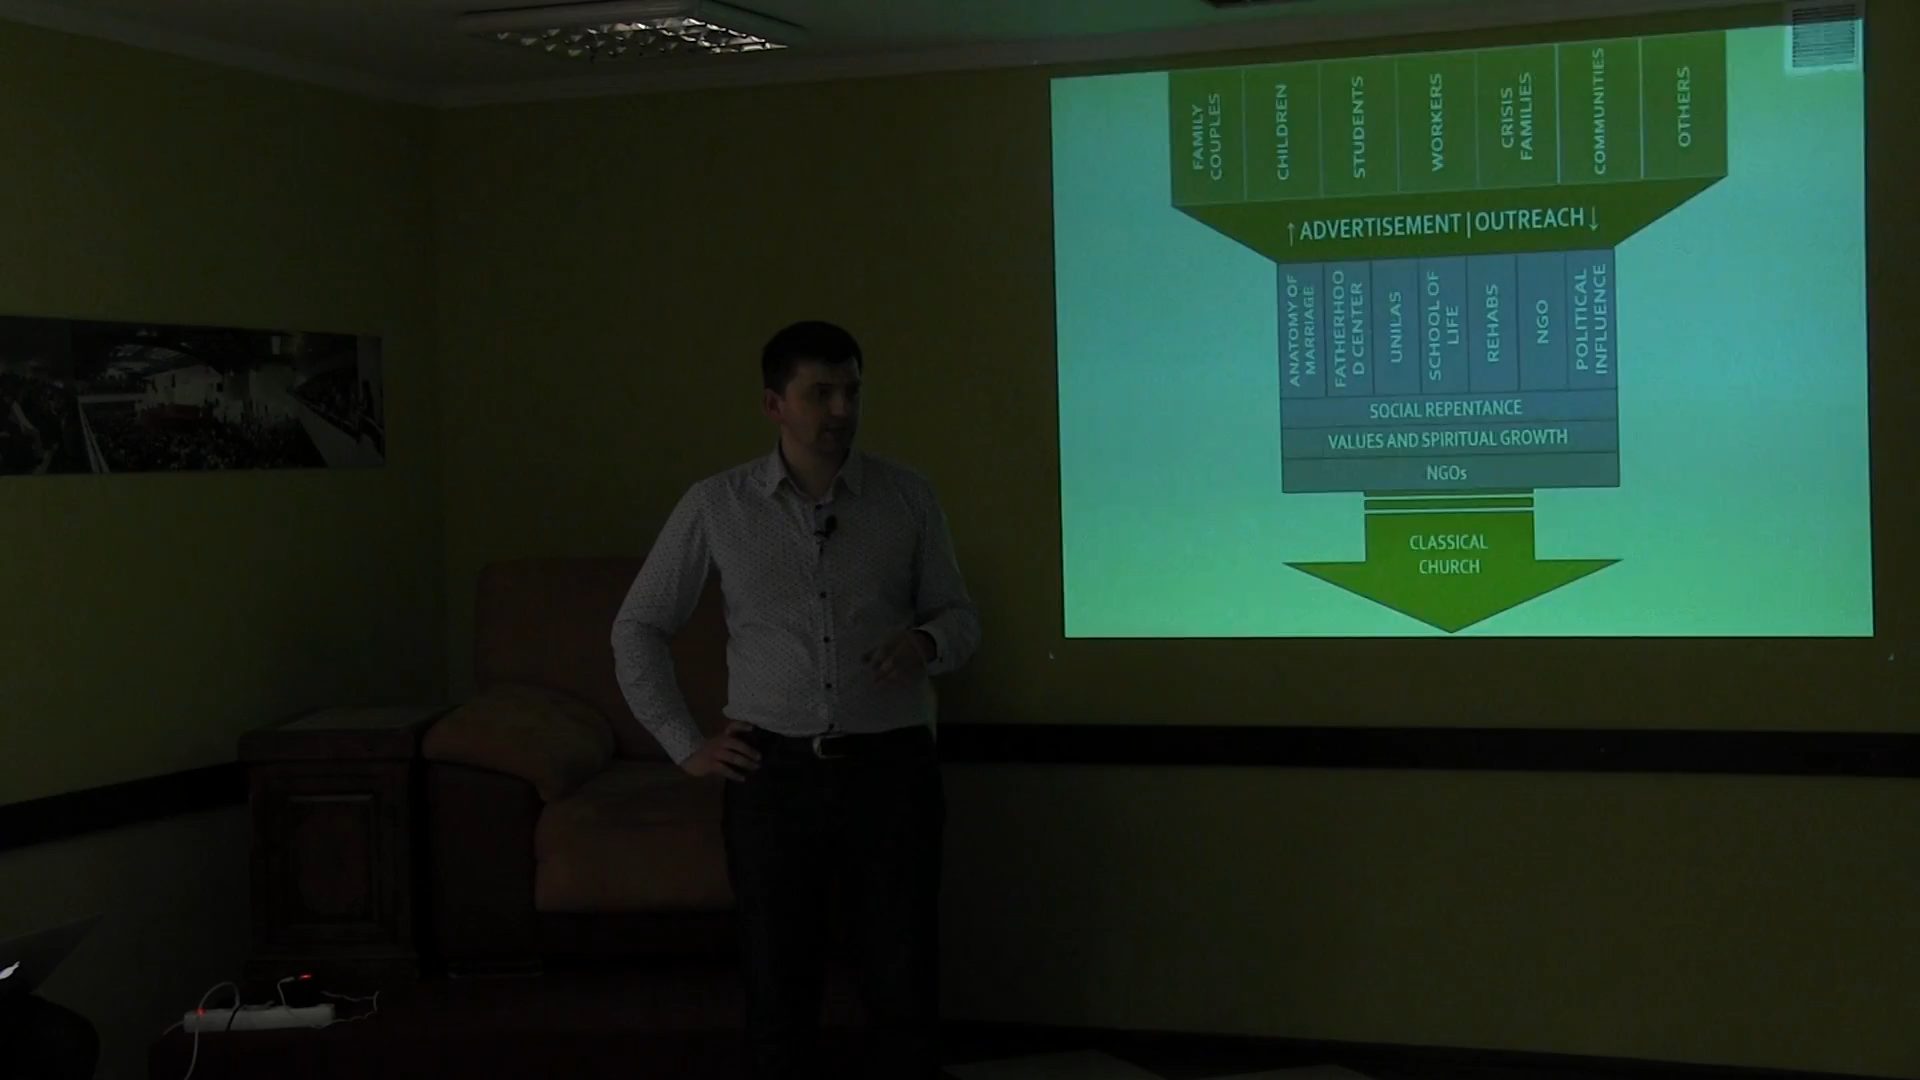 FAMILY
COUPLES
CHILDREN
STUDENTS
WORKERS
CRISIS
FAMILIES
COMMUNITIES
OTHERS
↑ ADVERTISEMENT | OUTREACH ↓
ANATOMY OF
MARRIAGE
FATHERHOO
D CENTER
UNILAS
SCHOOL OF
LIFE
REHABS
NGO
POLITICAL
INFLUENCE
SOCIAL REPENTANCE
VALUES AND SPIRITUAL GROWTH
NGOs
CLASSICAL
CHURCH